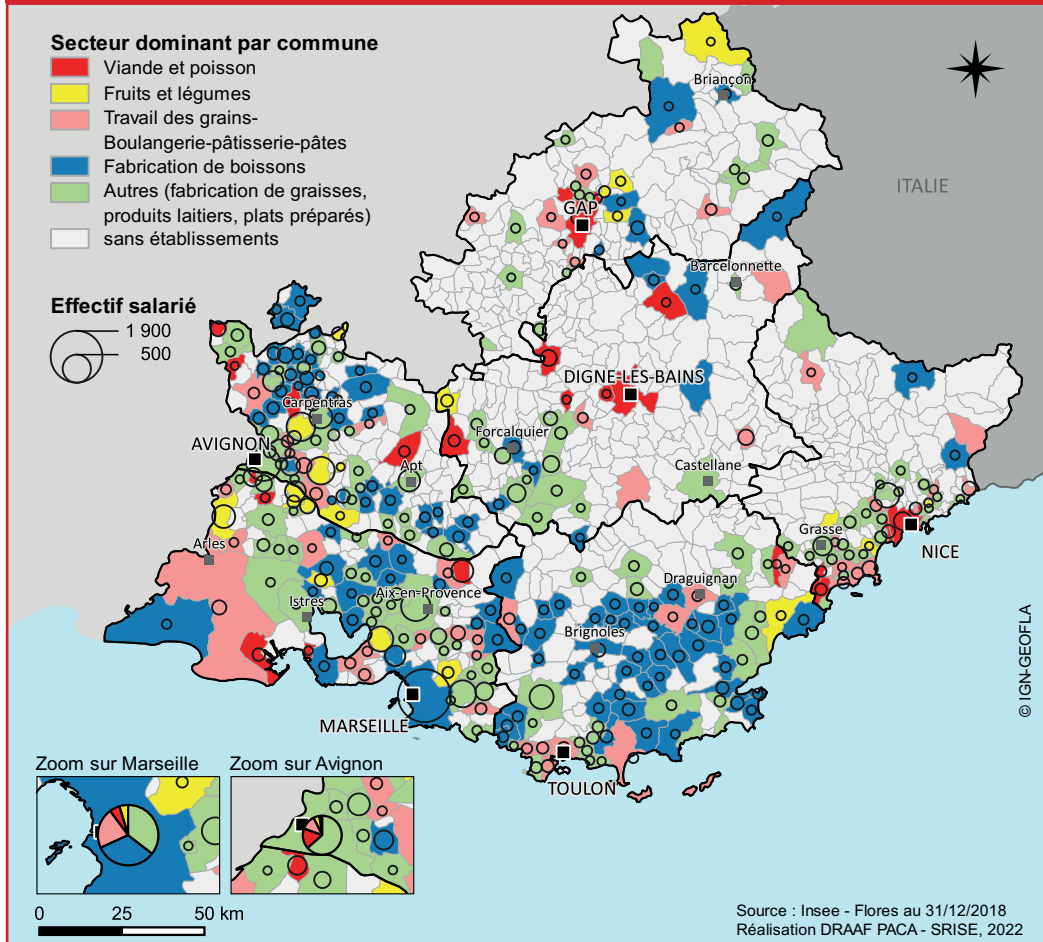 Secteur dominant par commune
Viande et poisson
Fruits et légumes
Travail des grains-
Boulangerie-pâtisserie-pâtes
Fabrication de boissons
Autres (fabrication de graisses,
produits laitiers, plats préparés)
sans établissements
Effectif salarié
1 900
500
Briançon
ITALIE
GAP
Barcelonnette
DIGNE-LES-BAINS
Carpentras
Forcalquier
AVIGNON
Apt
Castellane
Grasse
NICE
Arles
Istres
Aix-en-Provence
Draguignan
Brignoles
MARSEILLE
TOULON
© IGN-GEOFLA
Zoom sur Marseille
Zoom sur Avignon
0 25 50 km
Source : Insee - Flores au 31/12/2018
Réalisation DRAAF PACA - SRISE, 2022